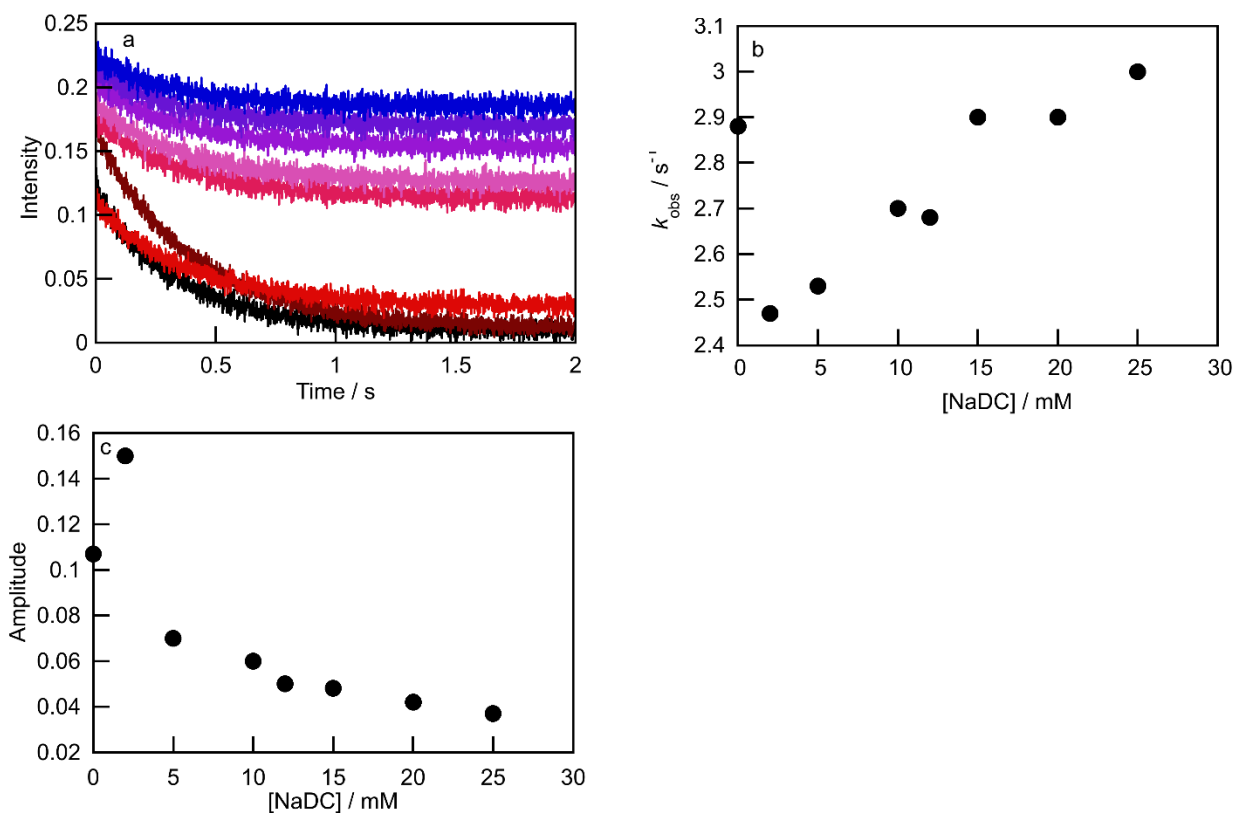 a
0.25
0.2
0.15
0.1
0.05
0
Intensity
0 0.5 1 1.5 2
Time / s
b
3.1
3
2.9
2.8
2.7
2.6
2.5
2.4
k obs / s⁻¹
0 5 10 15 20 25 30
[NaDC] / mM
c
0.16
0.14
0.12
0.1
0.08
0.06
0.04
0.02
Amplitude
0 5 10 15 20 25 30
[NaDC] / mM